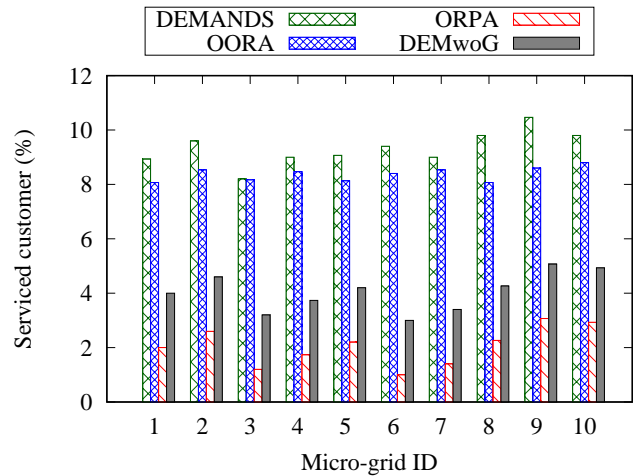 DEMANDS ORPA
OORA DEMwoG
12
10
8
6
4
2
0
Serviced customer (%)
1 2 3 4 5 6 7 8 9 10
Micro-grid ID